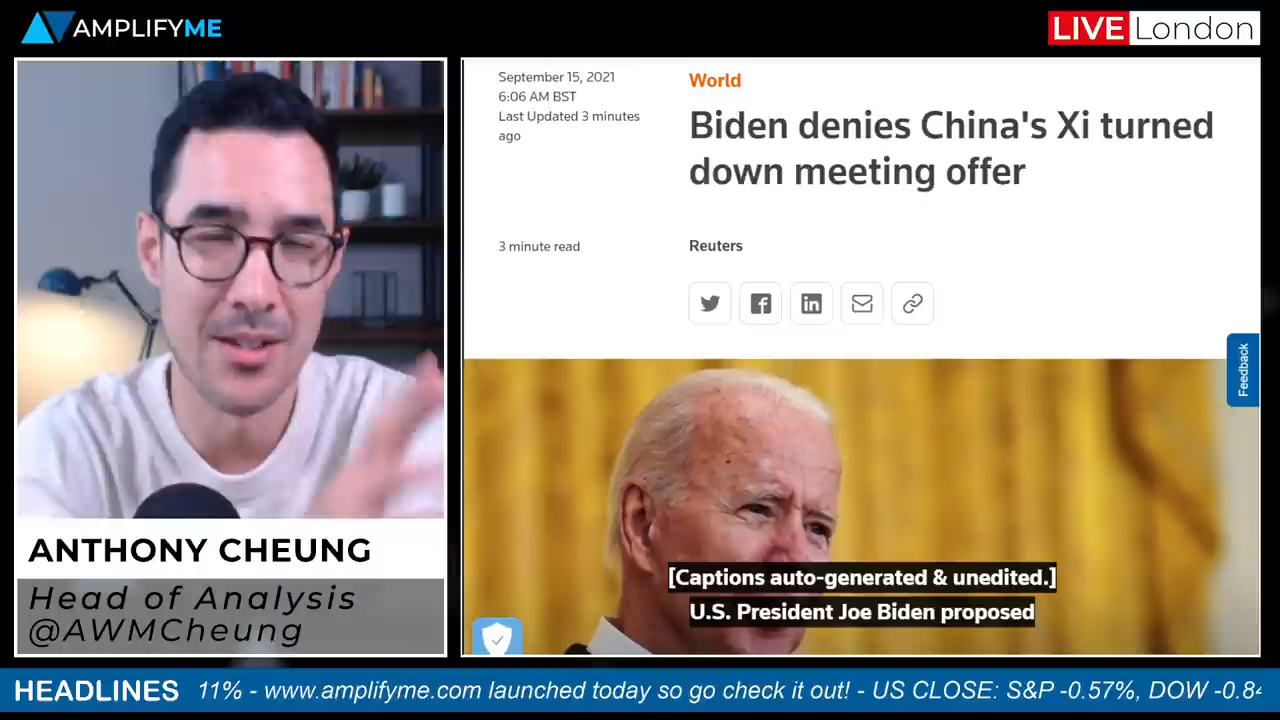 AMPLIFYME
LIVE London
September 15, 2021
6:06 AM BST
Last Updated 3 minutes
ago
World
Biden denies China's Xi turned
down meeting offer
3 minute read
Reuters
Feedback
[Captions auto-generated & unedited.]
U.S. President Joe Biden proposed
ANTHONY CHEUNG
Head of Analysis
@AWMCheung
HEADLINES 11% - www.amplifyme.com launched today so go check it out! - US CLOSE: S&P -0.57%, DOW -0.84